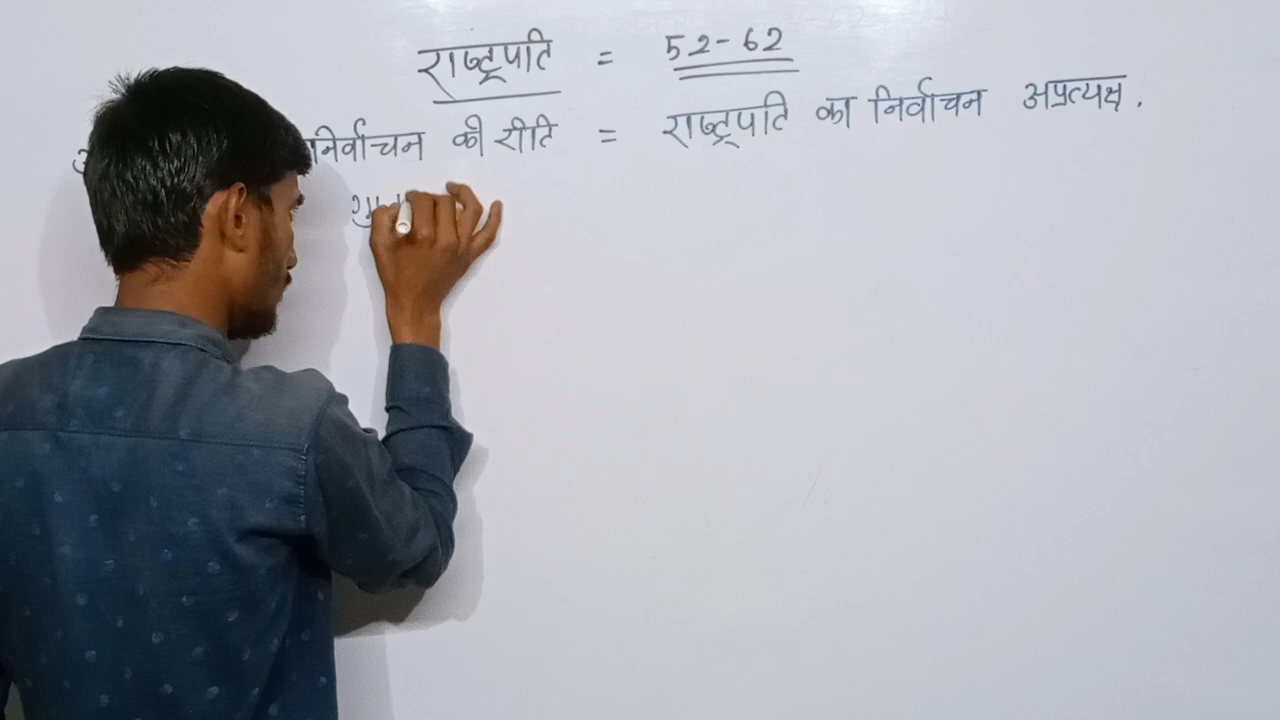 राष्ट्रपति = 52-62
निर्वाचन की रीति = राष्ट्रपति का निर्वाचन अप्रत्यक्ष.